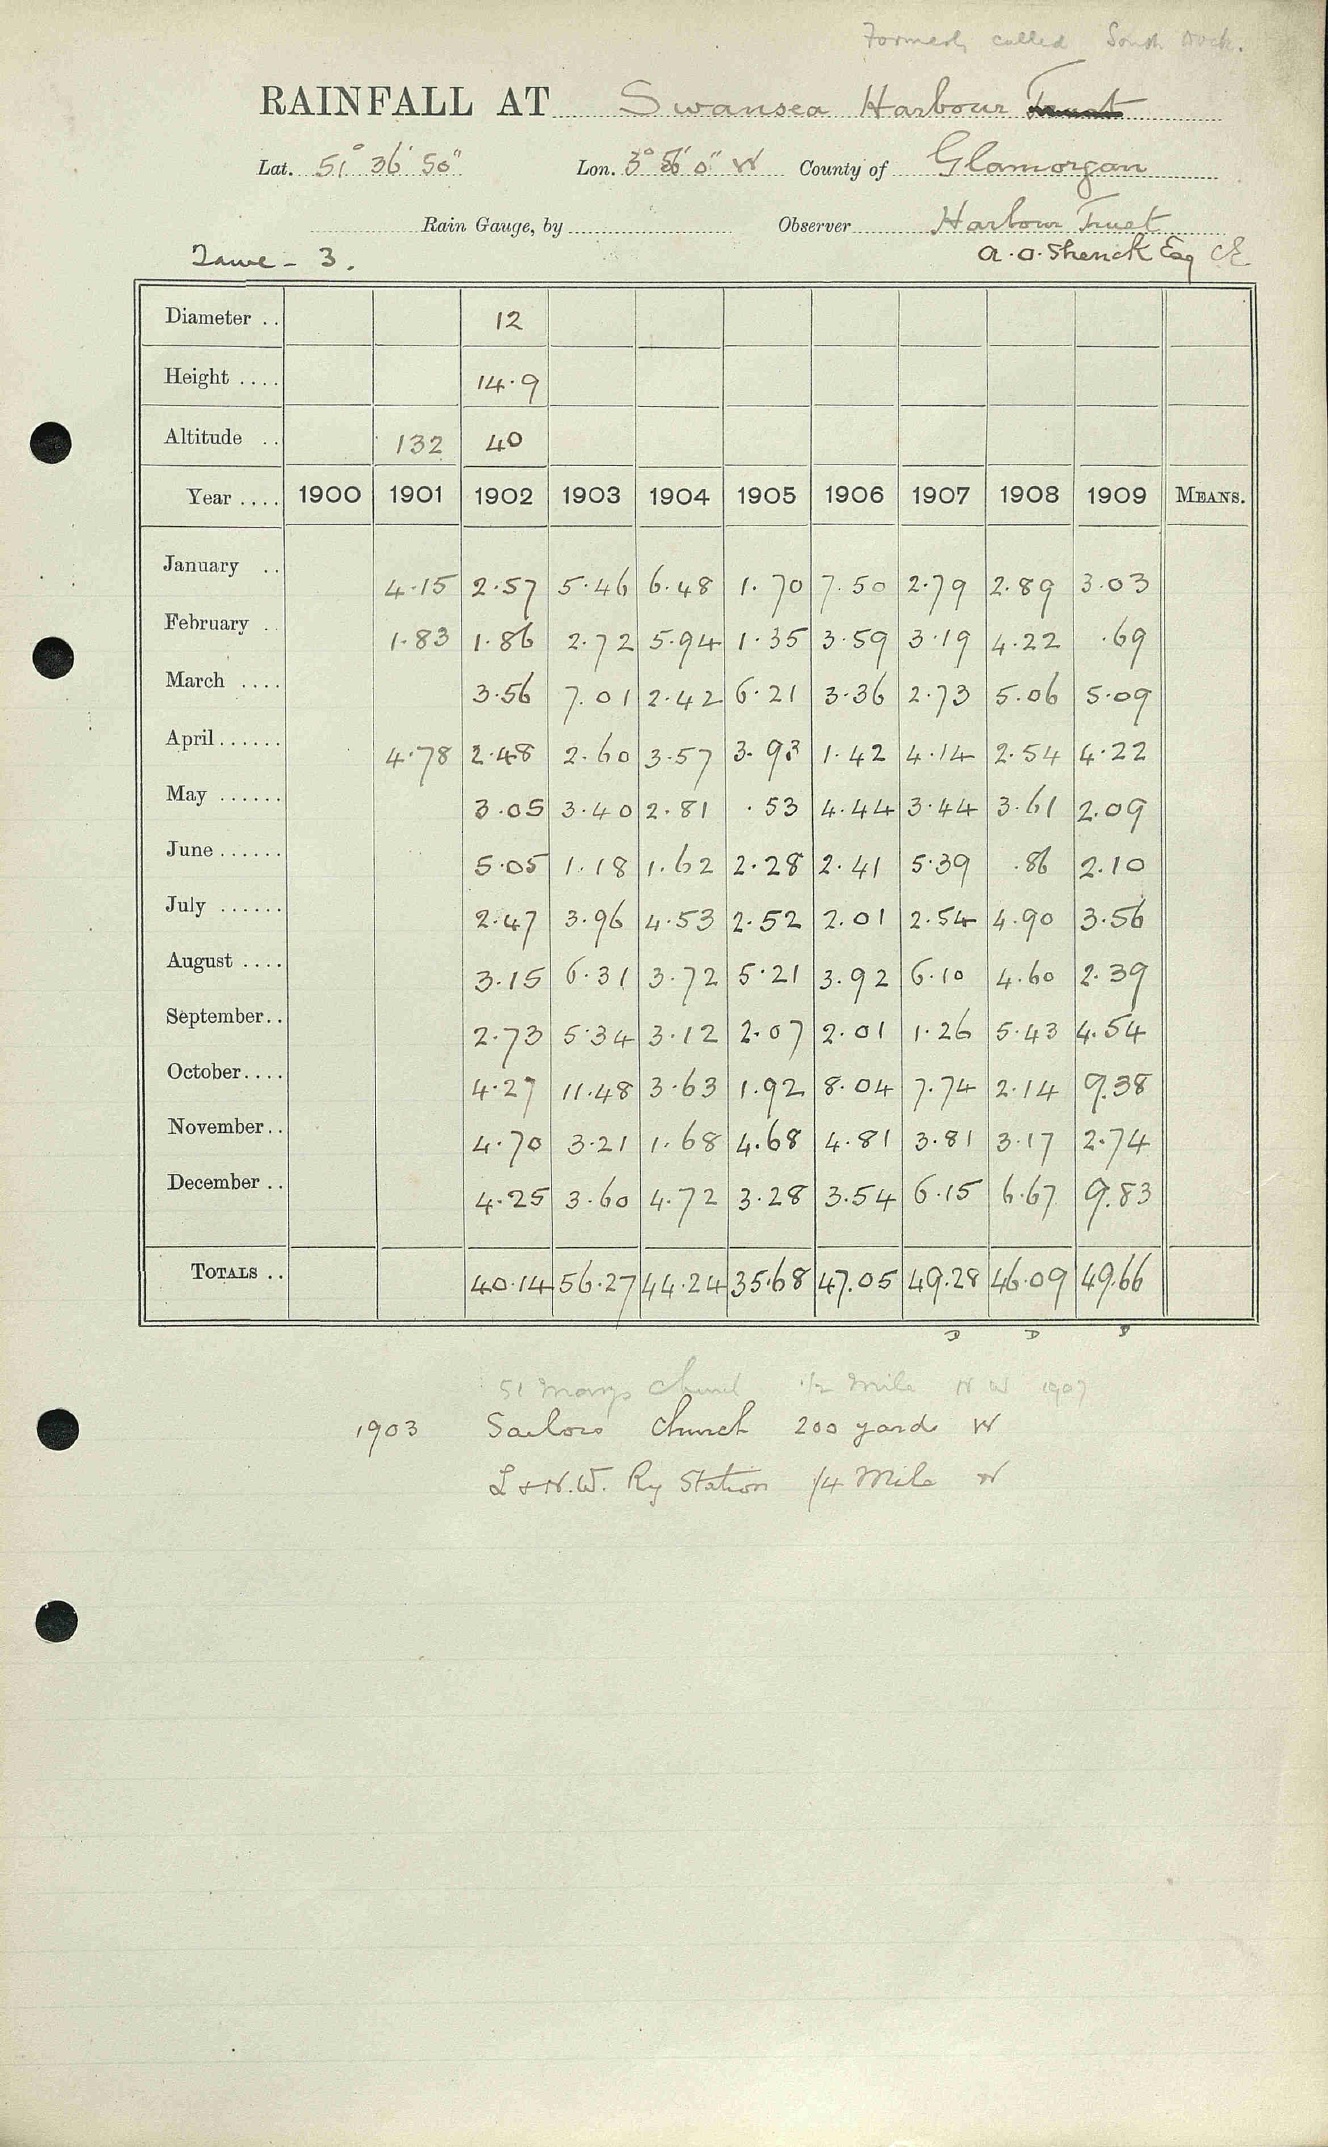 Formerly called South Dock.
RAINFALL AT Swansea Harbour Trust
Lat. 51° 36' 50" Lon. 3° 56' 0" W County of Glamorgan
Rain Gauge, by Observer Harbour Trust
Tawe - 3. A. O. Shenck Esq CE
Diameter .. 12
Height .... 14.9
Altitude .. 132 40
Year .... 1900 1901 1902 1903 1904 1905 1906 1907 1908 1909 MEANS.
January .. 4.15 2.57 5.46 6.48 1.70 7.50 2.79 2.89 3.03
February .. 1.83 1.86 2.72 5.94 1.35 3.59 3.19 4.22 .69
March .... 3.56 7.01 2.42 6.21 3.36 2.73 5.06 5.09
April ...... 4.78 2.48 2.60 3.57 3.93 1.42 4.14 2.54 4.22
May ...... 3.05 3.40 2.81 .53 4.44 3.44 3.61 2.09
June ...... 5.05 1.18 1.62 2.28 2.41 5.39 .86 2.10
July ...... 2.47 3.96 4.53 2.52 2.01 2.54 4.90 3.56
August .... 3.15 6.31 3.72 5.21 3.92 6.10 4.60 2.39
September .. 2.73 5.34 3.12 2.07 2.01 1.26 5.43 4.54
October .... 4.27 11.48 3.63 1.92 8.04 7.74 2.14 9.38
November .. 4.70 3.21 1.68 4.68 4.81 3.81 3.17 2.74
December .. 4.25 3.60 4.72 3.28 3.54 6.15 6.67 9.83
TOTALS .. 40.14 56.27 44.24 35.68 47.05 49.28 46.09 49.66
D D D
St Marys Church 1/2 Mile N W 1907
1903 Sailors Church 200 yards W
L & N.W. Ry Station 1/4 Mile W